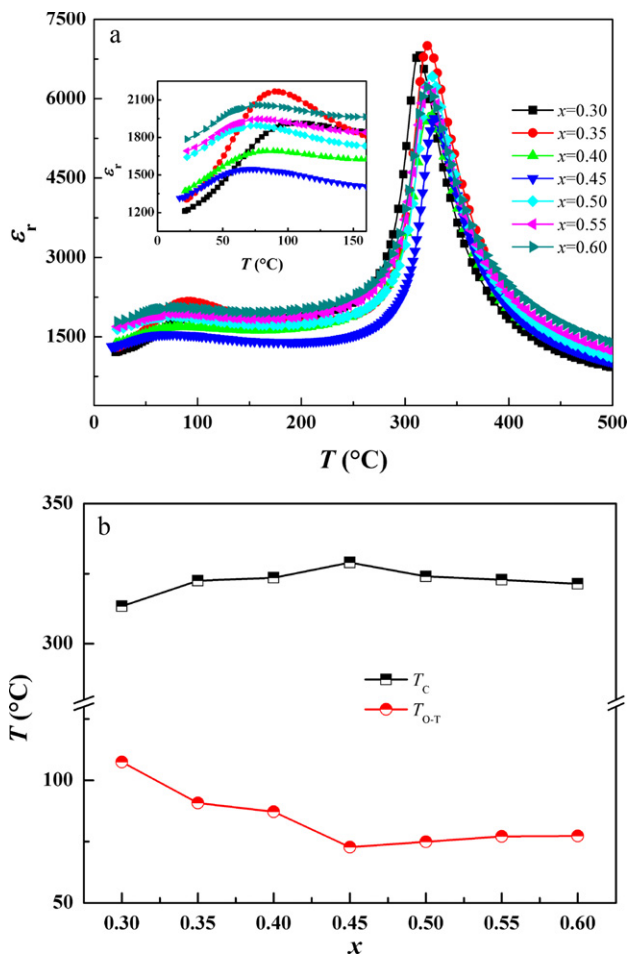 a
7500
6000
4500
3000
1500
εr
0 100 200 300 400 500
T (°C)
2100
1800
1500
1200
εr
0 50 100 150
T (°C)
x=0.30
x=0.35
x=0.40
x=0.45
x=0.50
x=0.55
x=0.60
b
350
300
100
50
T (°C)
TC
TO-T
0.30 0.35 0.40 0.45 0.50 0.55 0.60
x